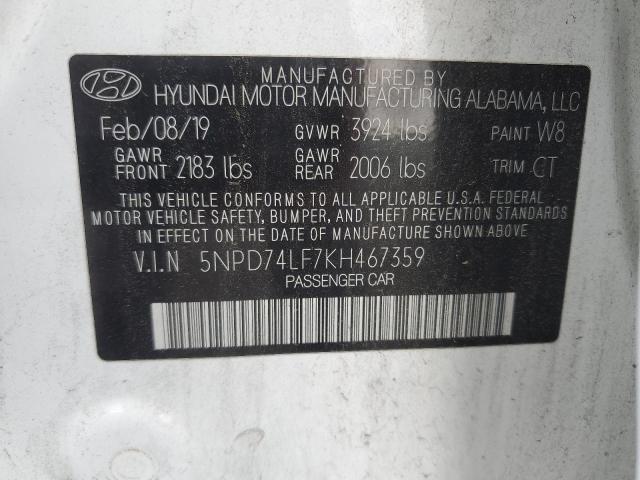 MANUFACTURED BY
HYUNDAI MOTOR MANUFACTURING ALABAMA, LLC
Feb/08/19 GVWR 3924 lbs PAINT W8
GAWR FRONT 2183 lbs GAWR REAR 2006 lbs TRIM CT
THIS VEHICLE CONFORMS TO ALL APPLICABLE U.S.A. FEDERAL
MOTOR VEHICLE SAFETY, BUMPER, AND THEFT PREVENTION STANDARDS
IN EFFECT ON THE DATE OF MANUFACTURE SHOWN ABOVE.
V.I.N 5NPD74LF7KH467359
PASSENGER CAR